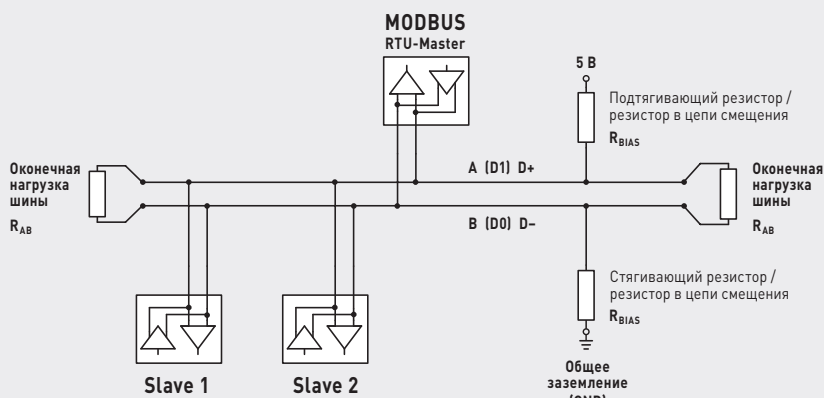 MODBUS
RTU-Master
5 В
Подтягивающий резистор /
резистор в цепи смещения
RBIAS
A (D1) D+
Оконечная
нагрузка
шины
RAB
Оконечная
нагрузка
шины
RAB
B (D0) D–
Стягивающий резистор /
резистор в цепи смещения
RBIAS
Slave 1
Slave 2
Общее
заземление
(GND)